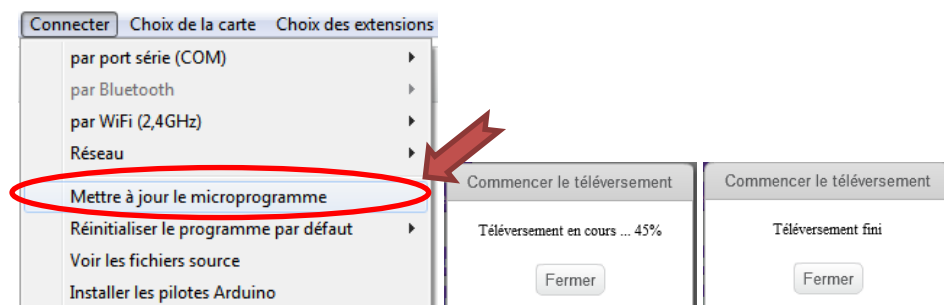 Connecter Choix de la carte Choix des extensions
par port série (COM)
par Bluetooth
par WiFi (2,4GHz)
Réseau
Mettre à jour le microprogramme
Réinitialiser le programme par défaut
Voir les fichiers source
Installer les pilotes Arduino
Commencer le téléversement
Téléversement en cours ... 45%
Fermer
Commencer le téléversement
Téléversement fini
Fermer